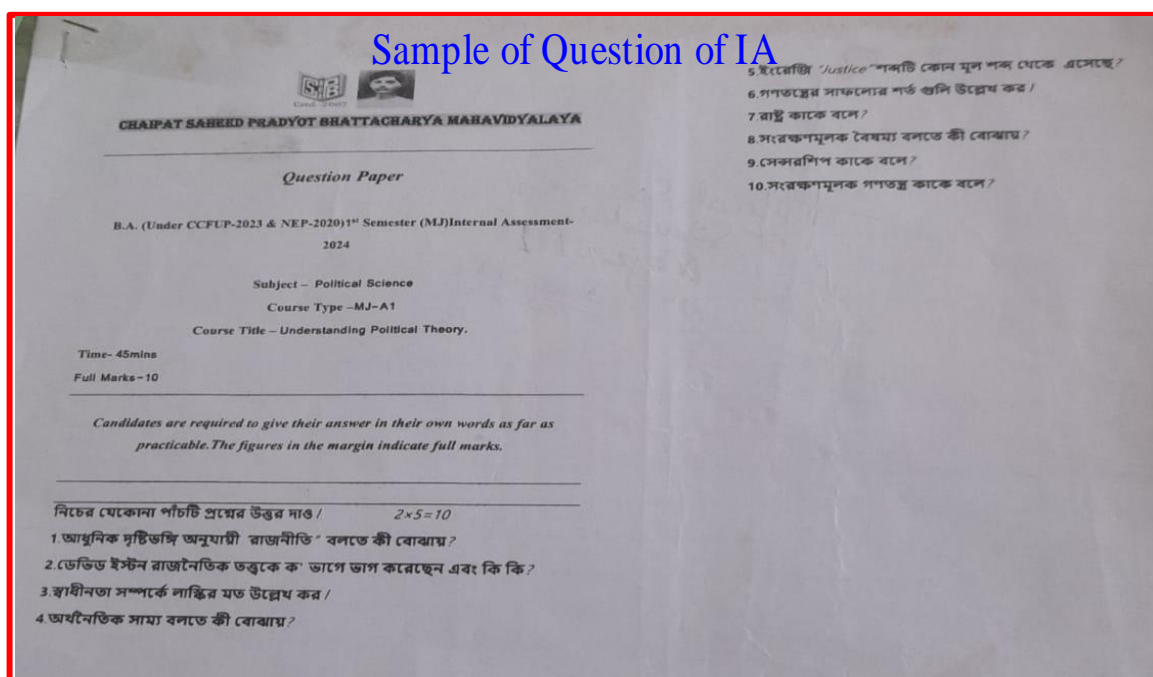 Sample of Question of IA
SPB
Estd. 2007
CHAIPAT SAHEED PRADYOT BHATTACHARYA MAHAVIDYALAYA
Question Paper
B.A. (Under CCFUP-2023 & NEP-2020)1st Semester (MJ)Internal Assessment-
2024
Subject – Political Science
Course Type –MJ-A1
Course Title – Understanding Political Theory.
Time- 45mins
Full Marks-10
Candidates are required to give their answer in their own words as far as
practicable.The figures in the margin indicate full marks.
নিচের যেকোনা পাঁচটি প্রশ্নের উত্তর দাও / 2×5=10
1.আধুনিক দৃষ্টিভঙ্গি অনুযায়ী "রাজনীতি" বলতে কী বোঝায়?
2.ডেভিড ইস্টন রাজনৈতিক তত্ত্বকে ক' ভাগে ভাগ করেছেন এবং কি কি?
3.স্বাধীনতা সম্পর্কে লাস্কির মত উল্লেখ কর /
4.অর্থনৈতিক সাম্য বলতে কী বোঝায়?
5.ইংরেজি "Justice" শব্দটি কোন মূল শব্দ থেকে এসেছে?
6.গণতন্ত্রের সাফল্যের শর্ত গুলি উল্লেখ কর /
7.রাষ্ট্র কাকে বলে?
8.সংরক্ষণমূলক বৈষম্য বলতে কী বোঝায়?
9.সেন্সরশিপ কাকে বলে?
10.সংরক্ষণমূলক গণতন্ত্র কাকে বলে?